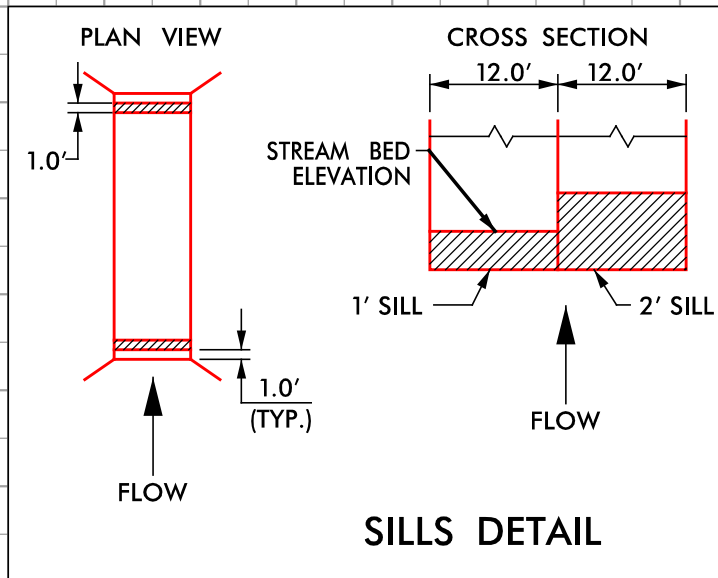 PLAN VIEW
1.0'
1.0'
(TYP.)
FLOW
CROSS SECTION
12.0' 12.0'
STREAM BED
ELEVATION
1' SILL
2' SILL
FLOW
SILLS DETAIL